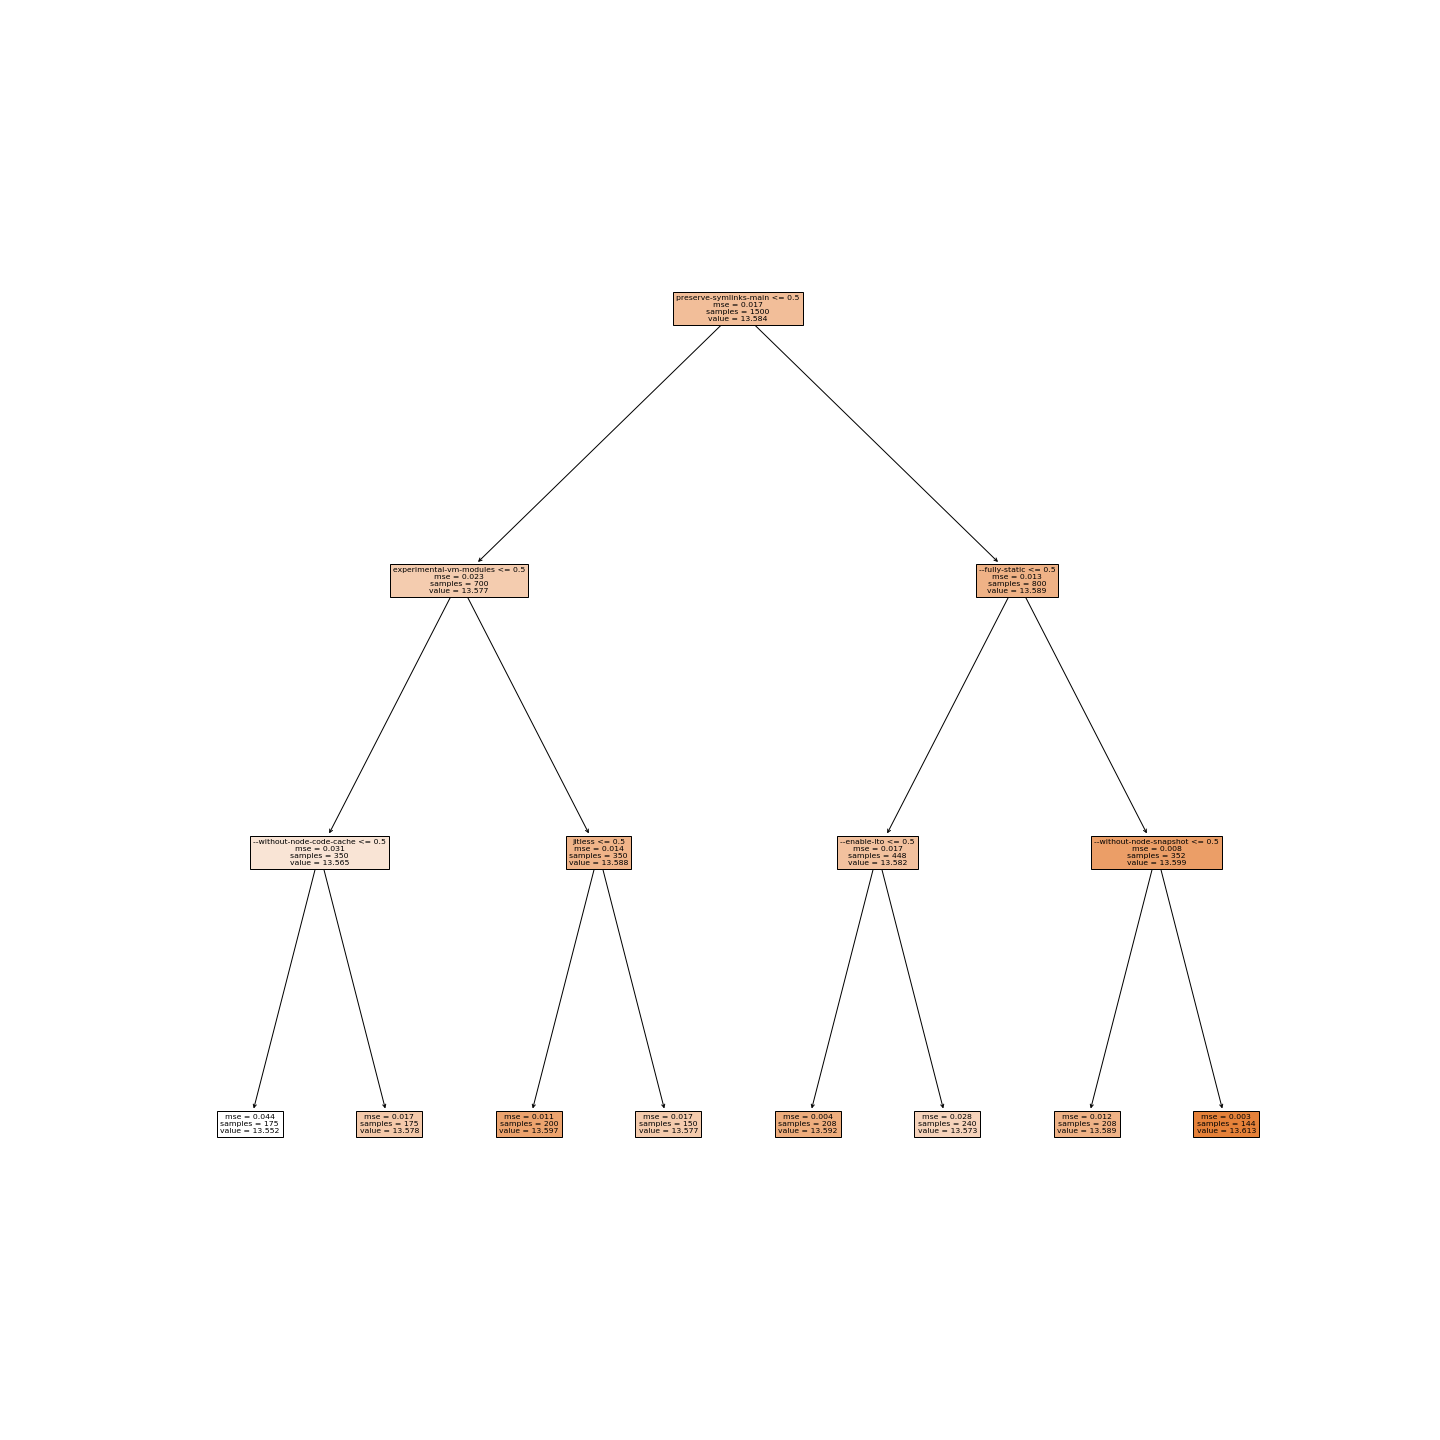 preserve-symlinks-main <= 0.5
mse = 0.017
samples = 1500
value = 13.584
experimental-vm-modules <= 0.5
mse = 0.023
samples = 700
value = 13.577
--fully-static <= 0.5
mse = 0.013
samples = 800
value = 13.589
--without-node-code-cache <= 0.5
mse = 0.031
samples = 350
value = 13.565
jitless <= 0.5
mse = 0.014
samples = 350
value = 13.588
--enable-lto <= 0.5
mse = 0.017
samples = 448
value = 13.582
--without-node-snapshot <= 0.5
mse = 0.008
samples = 352
value = 13.599
mse = 0.044
samples = 175
value = 13.552
mse = 0.017
samples = 175
value = 13.578
mse = 0.011
samples = 200
value = 13.597
mse = 0.017
samples = 150
value = 13.577
mse = 0.004
samples = 208
value = 13.592
mse = 0.028
samples = 240
value = 13.573
mse = 0.012
samples = 208
value = 13.589
mse = 0.003
samples = 144
value = 13.613